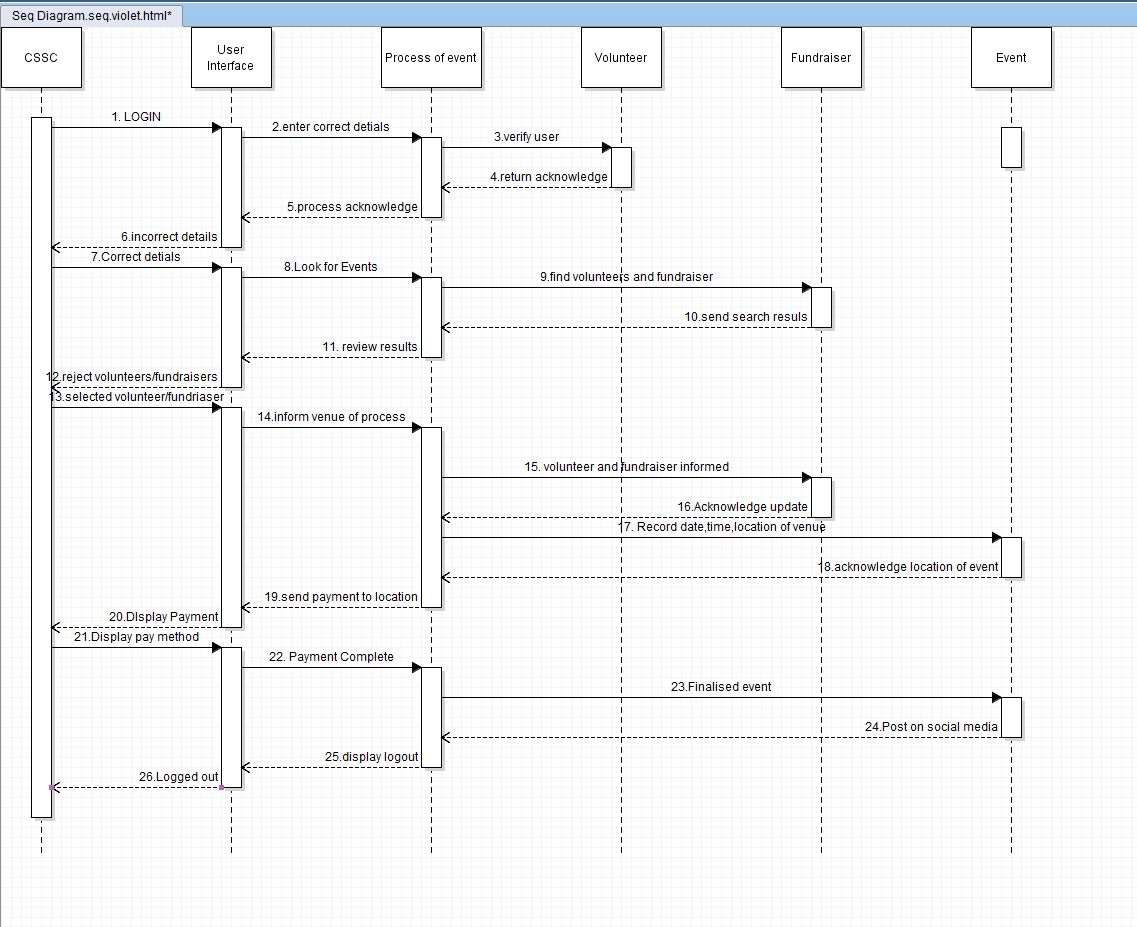 Seq Diagram.seq.violet.html*
CSSC
User
Interface
Process of event
Volunteer
Fundraiser
Event
1. LOGIN
2.enter correct detials
3.verify user
4.return acknowledge
5.process acknowledge
6.incorrect details
7.Correct detials
8.Look for Events
9.find volunteers and fundraiser
10.send search resuls
11. review results
12.reject volunteers/fundraisers
13.selected volunteer/fundriaser
14.inform venue of process
15. volunteer and fundraiser informed
16.Acknowledge update
17. Record date,time,location of venue
18.acknowledge location of event
19.send payment to location
20.DIsplay Payment
21.Display pay method
22. Payment Complete
23.Finalised event
24.Post on social media
25.display logout
26.Logged out